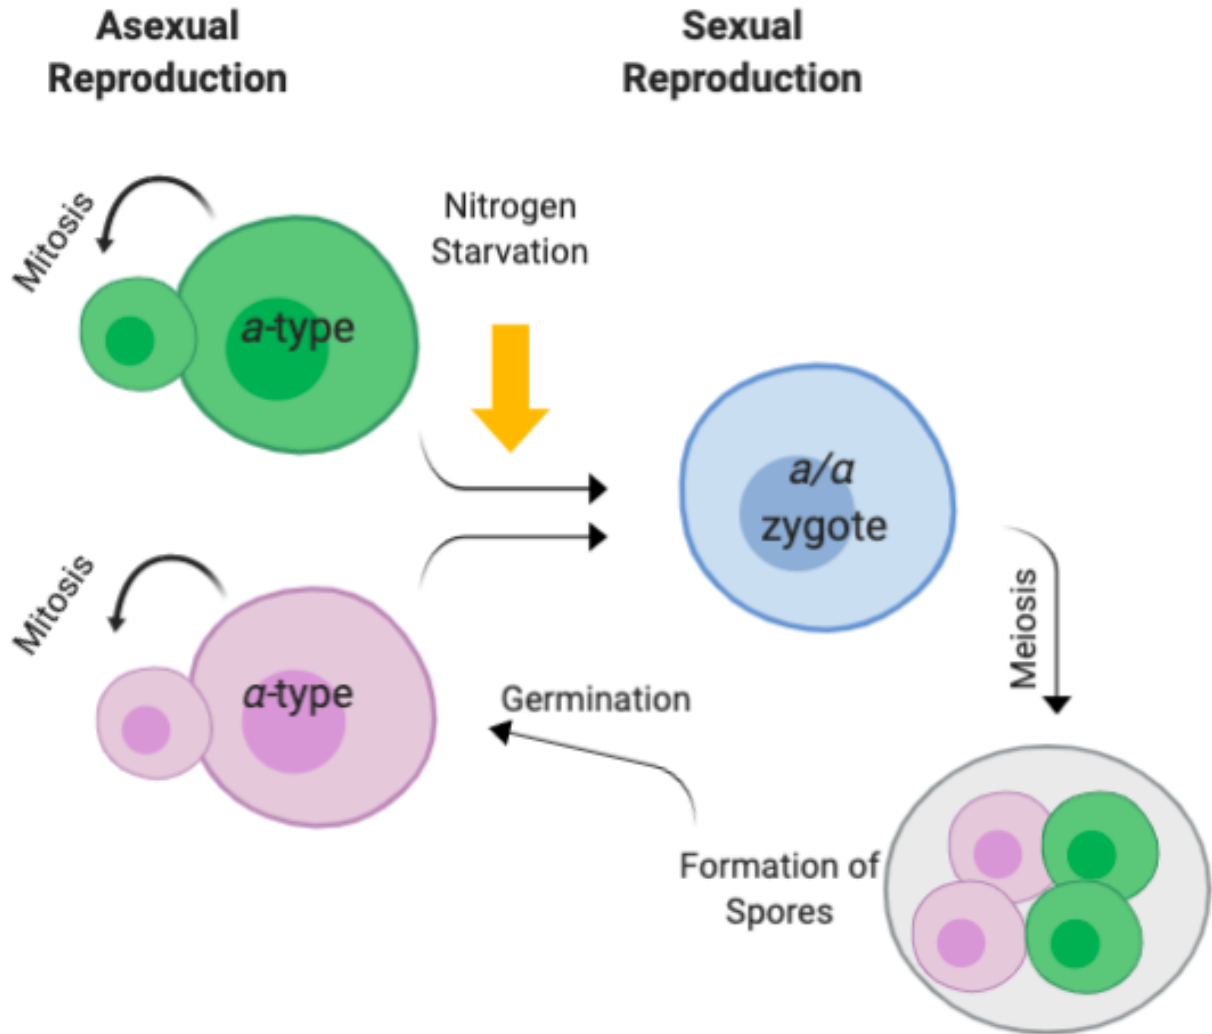 Asexual
Reproduction
Sexual
Reproduction
Mitosis
Nitrogen
Starvation
a-type
a/α
zygote
Mitosis
Meiosis
α-type
Germination
Formation of
Spores